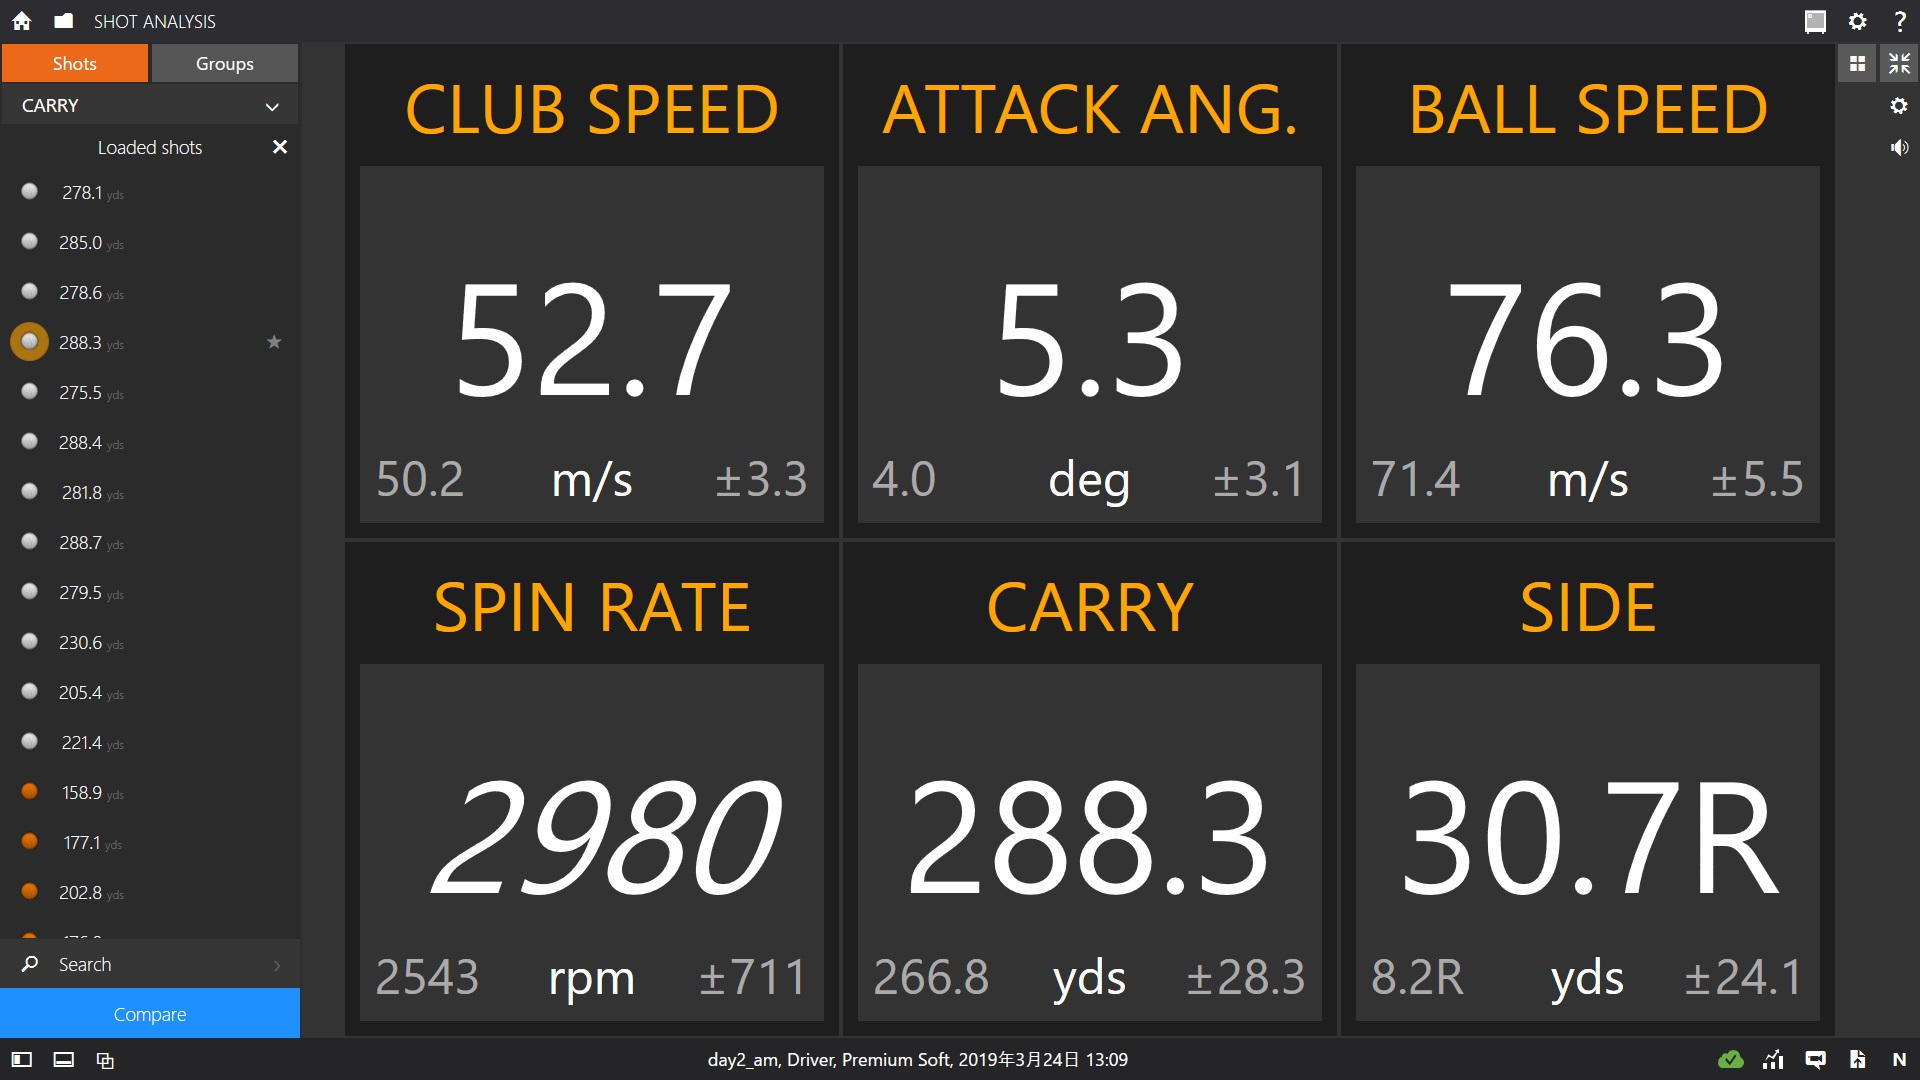 SHOT ANALYSIS
?
Shots
Groups
CARRY
Loaded shots
278.1 yds
285.0 yds
278.6 yds
288.3 yds
275.5 yds
288.4 yds
281.8 yds
288.7 yds
279.5 yds
230.6 yds
205.4 yds
221.4 yds
158.9 yds
177.1 yds
202.8 yds
Search
Compare
CLUB SPEED
52.7
50.2 m/s ±3.3
ATTACK ANG.
5.3
4.0 deg ±3.1
BALL SPEED
76.3
71.4 m/s ±5.5
SPIN RATE
2980
2543 rpm ±711
CARRY
288.3
266.8 yds ±28.3
SIDE
30.7R
8.2R yds ±24.1
day2_am, Driver, Premium Soft, 2019年3月24日 13:09
N